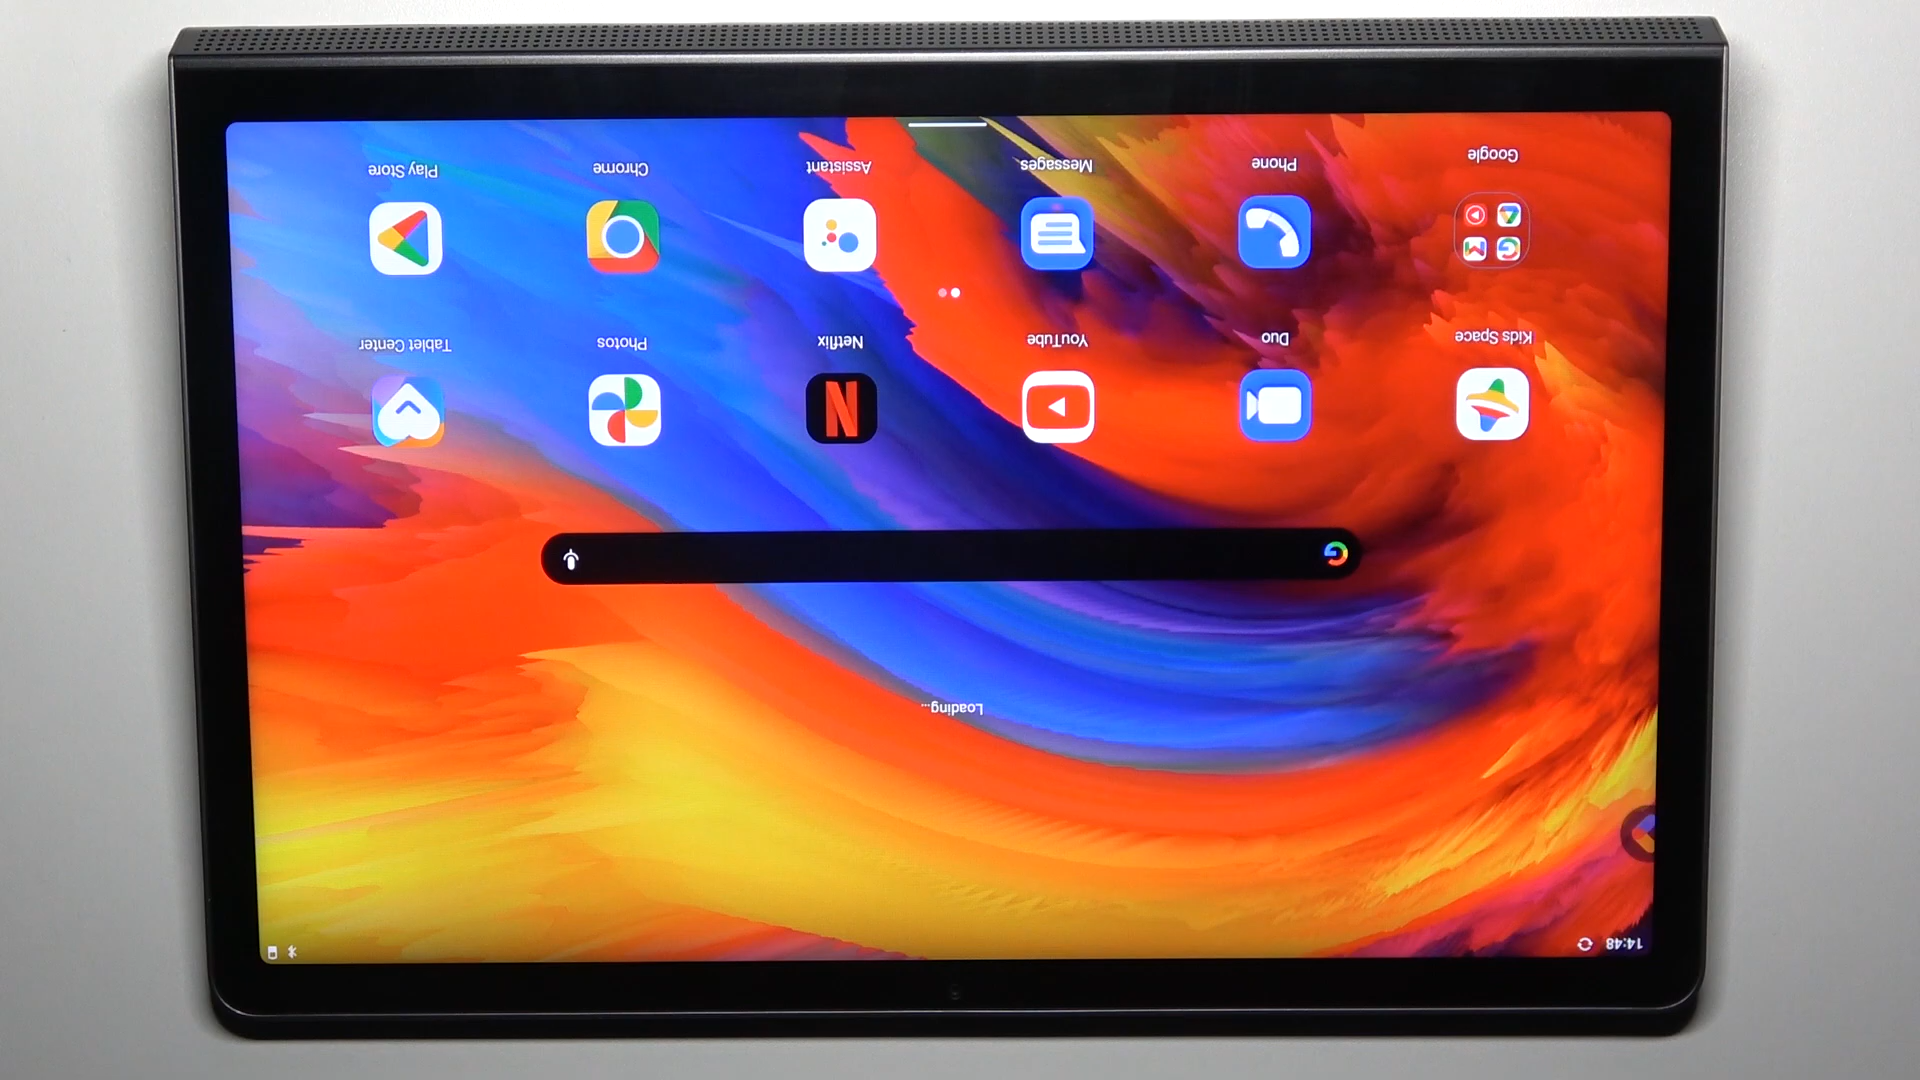 14:48
Loading...
Kids Space Duo YouTube Netflix Photos Tablet Center
Google Phone Messages Assistant Chrome Play Store